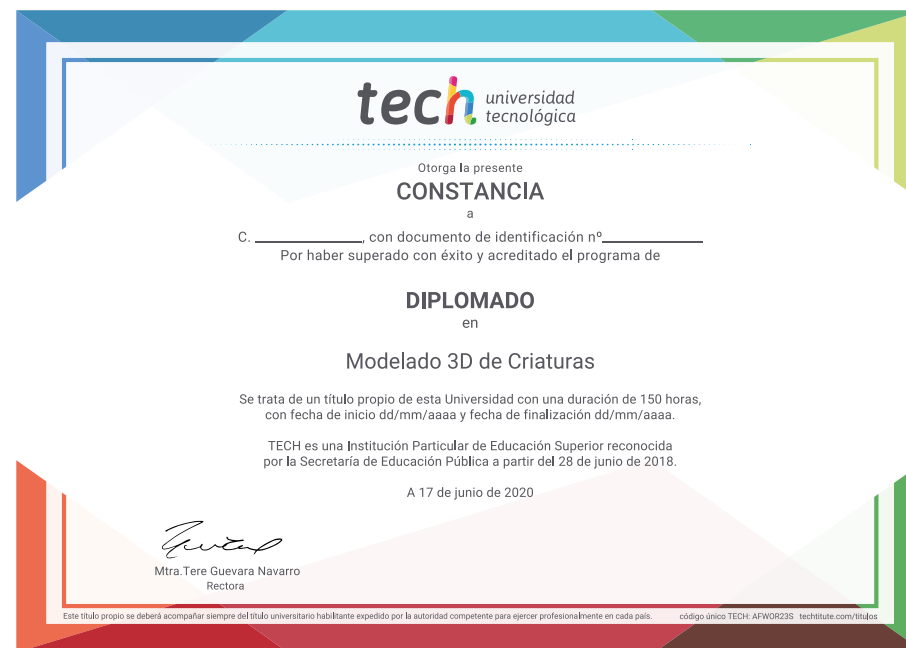 tech universidad
tecnológica
Otorga la presente
CONSTANCIA
a
C. ____________, con documento de identificación nº____________
Por haber superado con éxito y acreditado el programa de
DIPLOMADO
en
Modelado 3D de Criaturas
Se trata de un título propio de esta Universidad con una duración de 150 horas,
con fecha de inicio dd/mm/aaaa y fecha de finalización dd/mm/aaaa.
TECH es una Institución Particular de Educación Superior reconocida
por la Secretaría de Educación Pública a partir del 28 de junio de 2018.
A 17 de junio de 2020
Mtra.Tere Guevara Navarro
Rectora
Este título propio se deberá acompañar siempre del título universitario habilitante expedido por la autoridad competente para ejercer profesionalmente en cada país. código único TECH: AFWOR23S techtitute.com/titulos